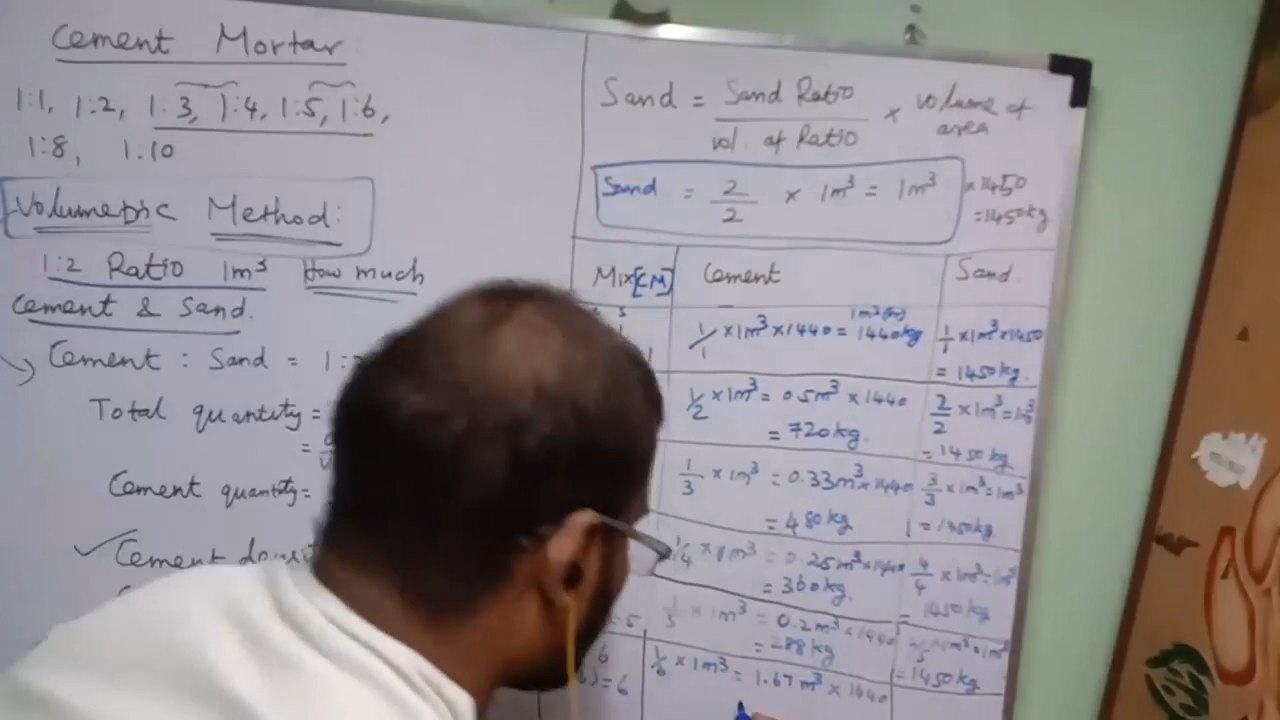 Cement Mortar
1:1, 1:2, 1:3, 1:4, 1:5, 1:6,
1:8, 1.10
Volumetric Method:
1:2 Ratio 1m³ How much
Cement & Sand.
Cement : Sand = 1:
Total quantity =
=
Cement quantity=
Cement
Sand = Sand Ratio / vol. of Ratio × volume of area
Sand = 2/2 × 1m³ = 1m³ ×1450
=1450kg
Mix[CM] Cement Sand.
1/1 ×1m³×1440= 1440kg 1/1 ×1m³×1450
= 1450kg.
1/2 ×1m³= 0.5m³ ×1440 2/2 ×1m³=1m³
= 720kg. =1450kg.
1/3 ×1m³ = 0.33m³×1440 3/3 ×1m³=1m³
= 480kg =1450kg
1/4 ×1m³ = 0.25m³×1440 4/4 ×1m³=1m³
= 360kg. = 1450kg
=5 1/5 × 1m³ = 0.2m³×1440 1m³=1m³
= 288kg =1450kg
6 1/6 ×1m³ = 1.67m³ ×1440
=6